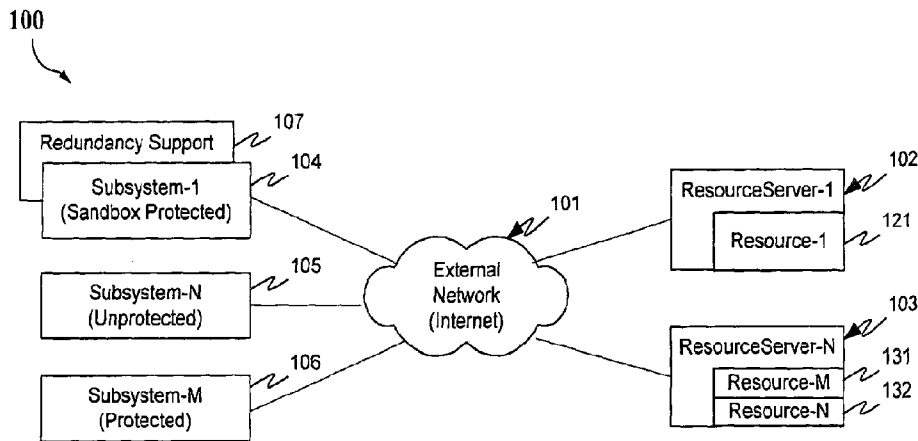 100
Redundancy Support
107
Subsystem-1
(Sandbox Protected)
104
Subsystem-N
(Unprotected)
105
Subsystem-M
(Protected)
106
External
Network
(Internet)
101
ResourceServer-1
102
Resource-1
121
ResourceServer-N
103
Resource-M
131
Resource-N
132